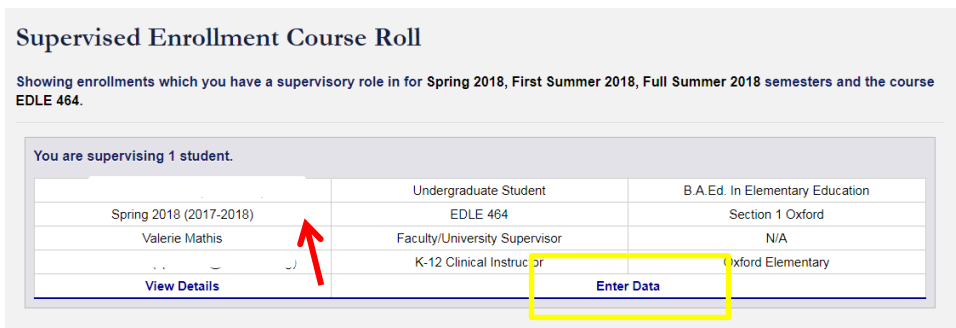 Supervised Enrollment Course Roll
Showing enrollments which you have a supervisory role in for Spring 2018, First Summer 2018, Full Summer 2018 semesters and the course
EDLE 464.
You are supervising 1 student.
Undergraduate Student B.A.Ed. In Elementary Education
Spring 2018 (2017-2018) EDLE 464 Section 1 Oxford
Valerie Mathis Faculty/University Supervisor N/A
K-12 Clinical Instructor Oxford Elementary
View Details Enter Data